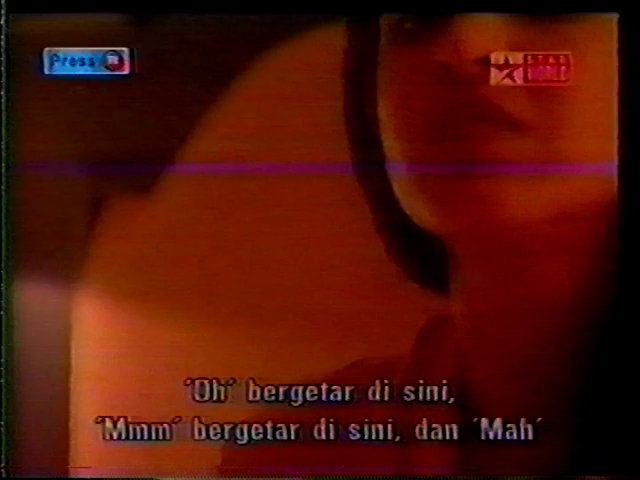 Press
STAR
WORLD
'Oh' bergetar di sini,
'Mmm' bergetar di sini, dan 'Mah'